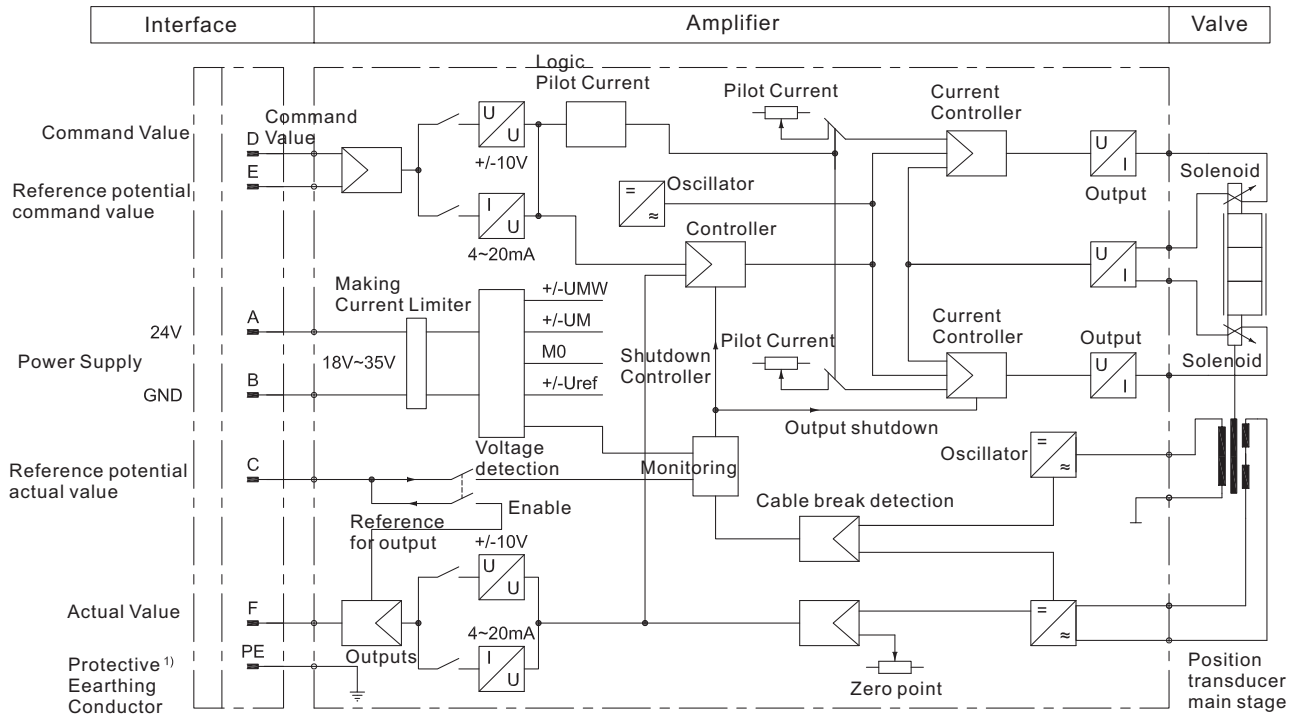 Interface
Amplifier
Valve
Logic
Pilot Current
Pilot Current
Current
Controller
Command Value
Command
Value
D
E
Reference potential
command value
U
U
+/-10V
I
U
4~20mA
=
≈
Oscillator
Controller
U
I
Output
Solenoid
U
I
Making
Current Limiter
24V
A
Power Supply
18V~35V
GND
B
+/-UMW
+/-UM
M0
+/-Uref
Shutdown
Controller
Pilot Current
Current
Controller
Output
U
I
Solenoid
Output shutdown
Reference potential
actual value
C
Voltage
detection
Monitoring
Oscillator
=
≈
Enable
Cable break detection
Reference
for output
+/-10V
U
U
Actual Value
F
Outputs
4~20mA
I
U
=
≈
Zero point
PE
Protective 1)
Eearthing
Conductor
Position
transducer
main stage